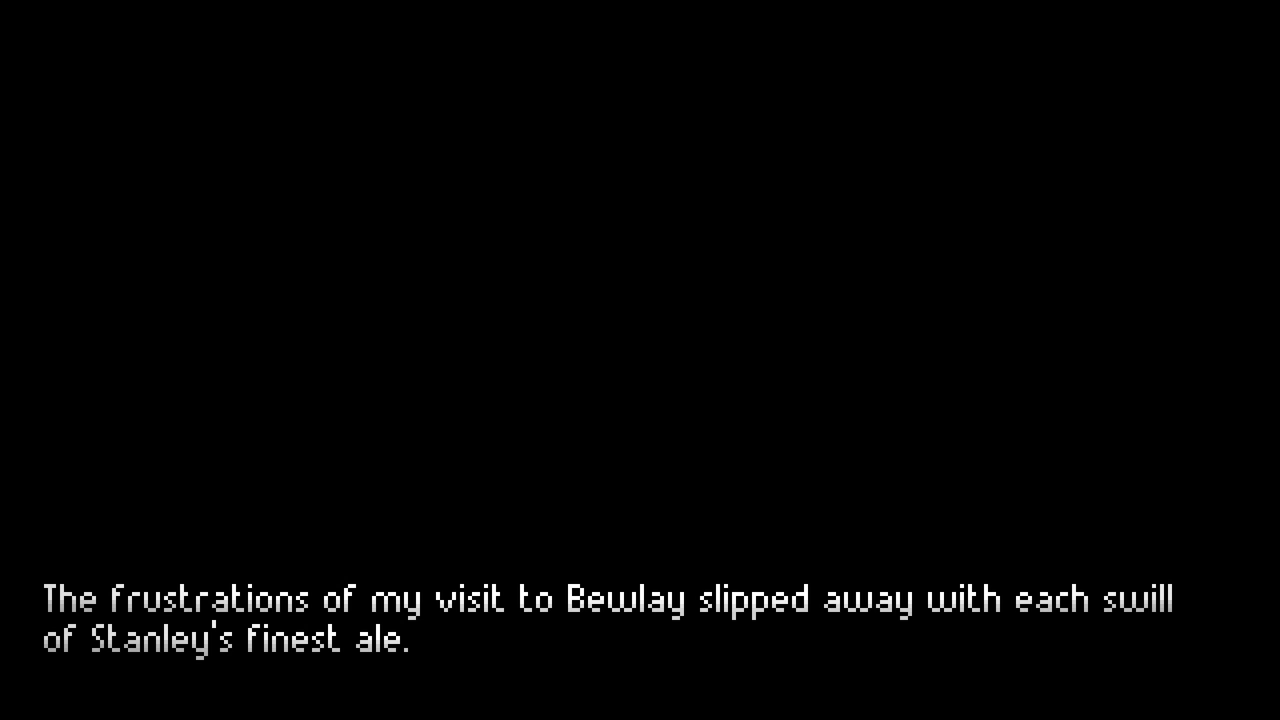 The frustrations of my visit to Bewlay slipped away with each swill
of Stanley's finest ale.